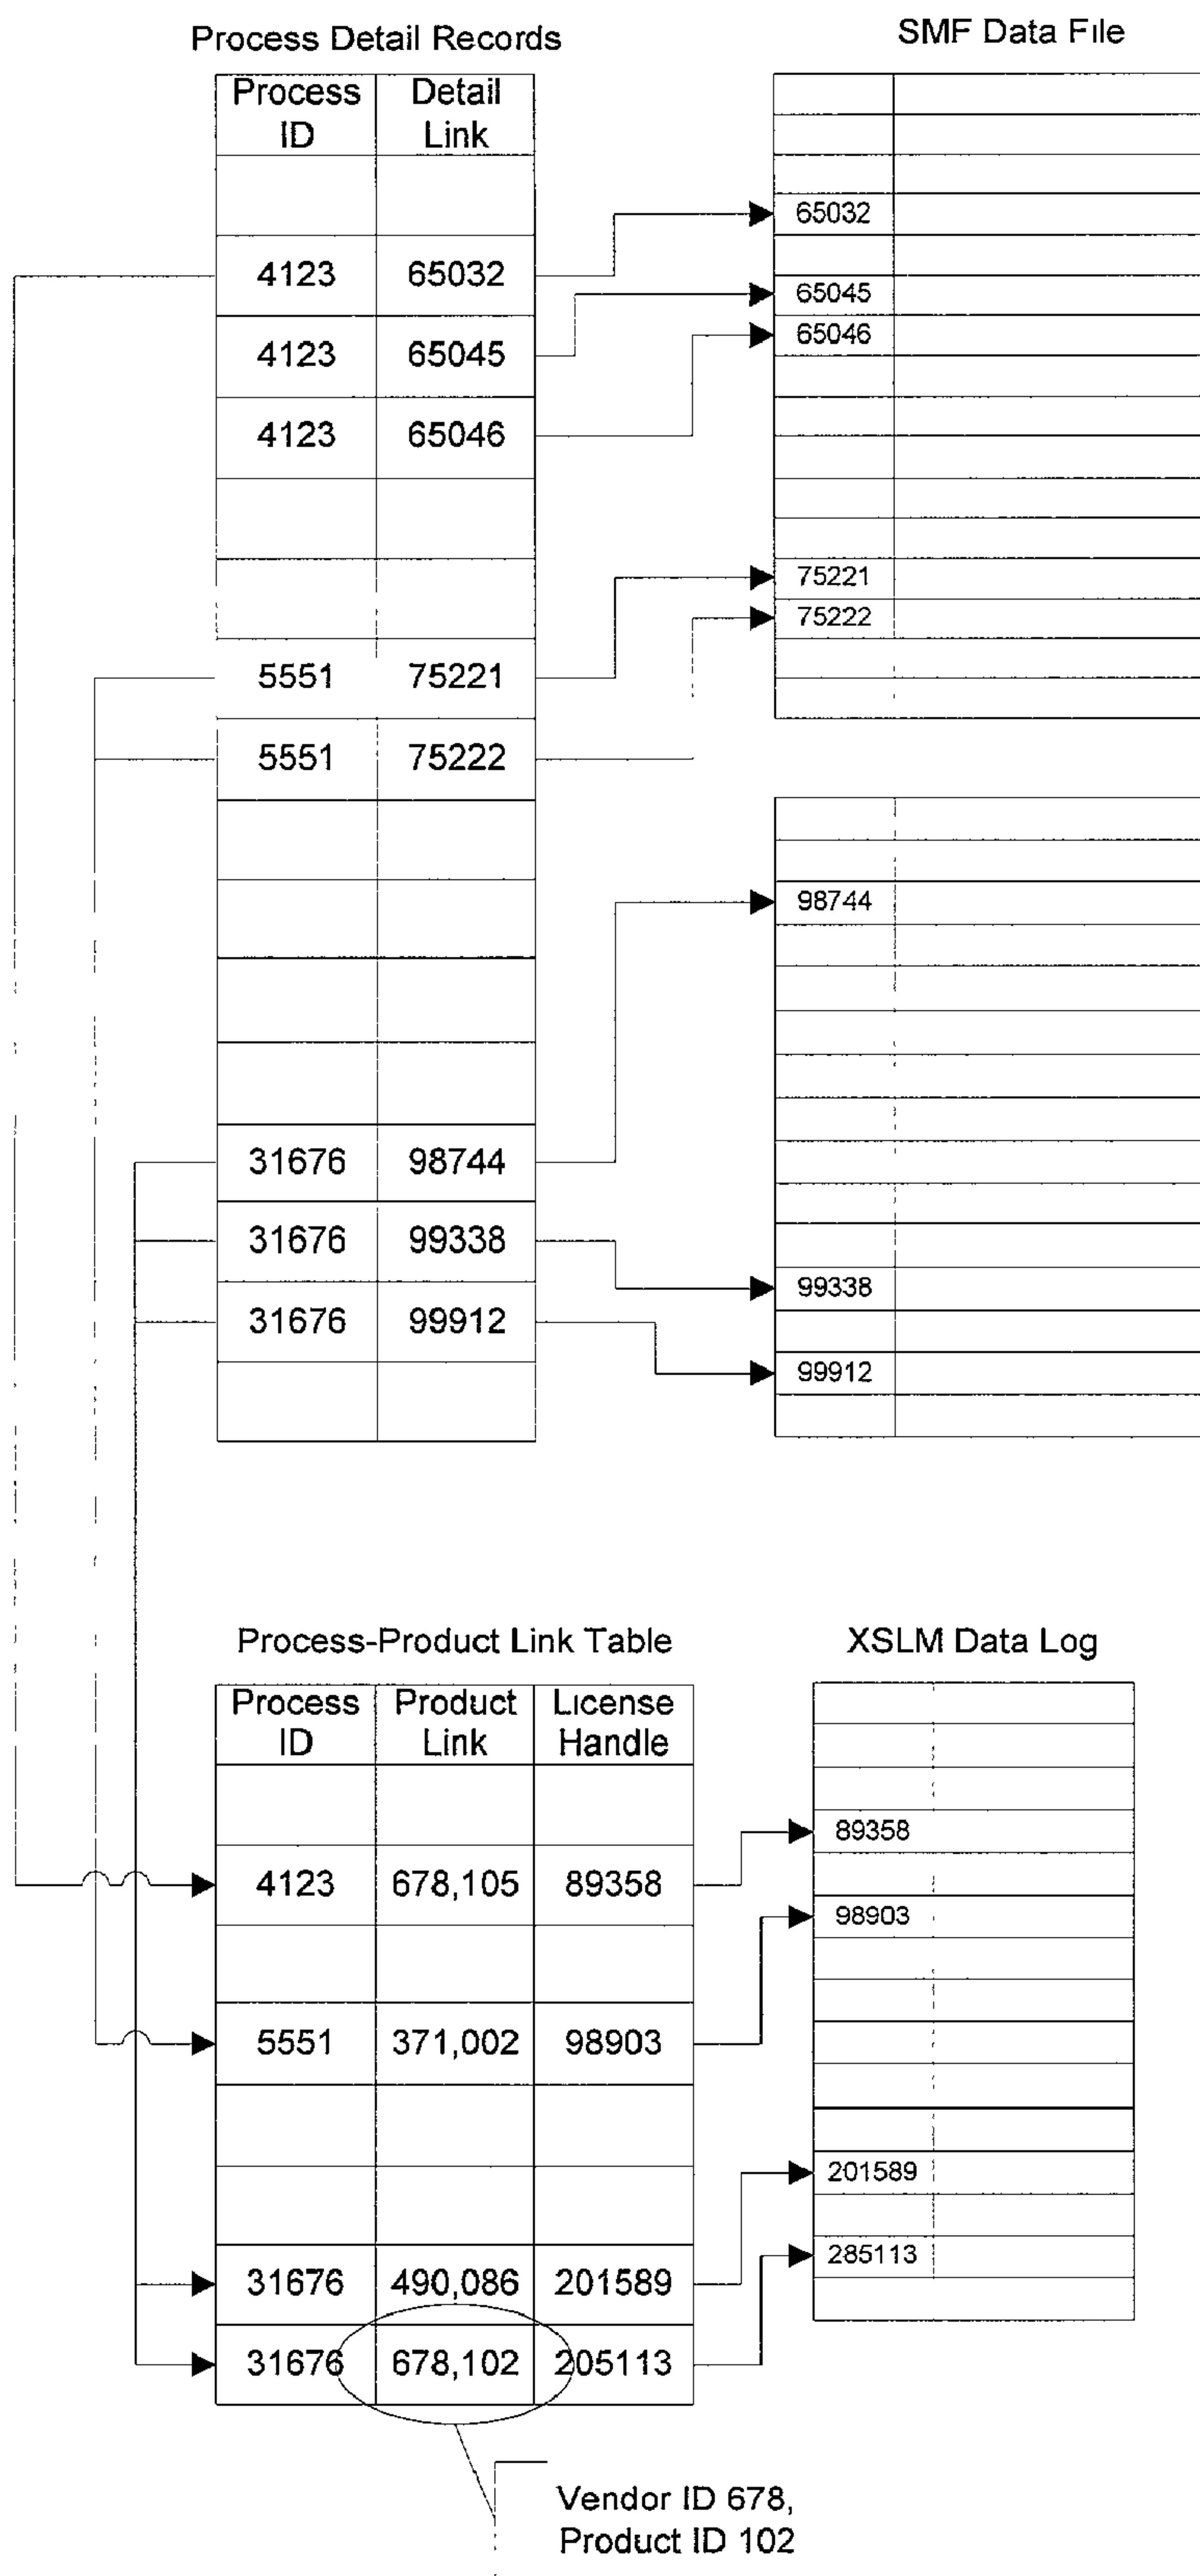 Process Detail Records
SMF Data File
Process ID
Detail Link
4123 65032
4123 65045
4123 65046
5551 75221
5551 75222
31676 98744
31676 99338
31676 99912
65032
65045
65046
75221
75222
98744
99338
99912
Process-Product Link Table
XSLM Data Log
Process ID
Product Link
License Handle
4123 678,105 89358
5551 371,002 98903
31676 490,086 201589
31676 678,102 205113
89358
98903
201589
285113
Vendor ID 678,
Product ID 102